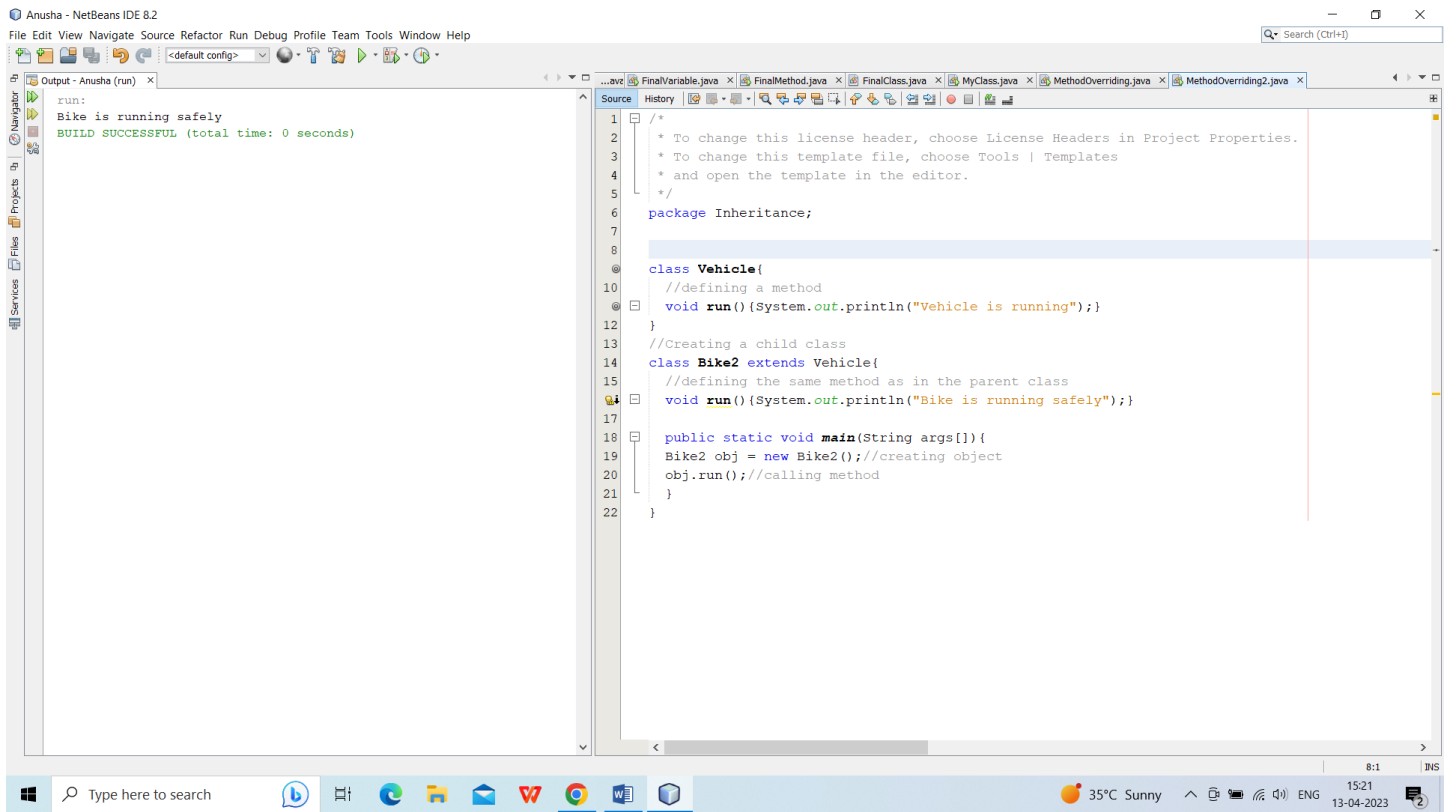 Anusha - NetBeans IDE 8.2
File Edit View Navigate Source Refactor Run Debug Profile Team Tools Window Help
Search (Ctrl+I)
<default config>
Output - Anusha (run)
...ava FinalVariable.java FinalMethod.java FinalClass.java MyClass.java MethodOverriding.java MethodOverriding2.java
Source History
Navigator
Projects
Files
Services
run:
Bike is running safely
BUILD SUCCESSFUL (total time: 0 seconds)
1 /*
2  * To change this license header, choose License Headers in Project Properties.
3  * To change this template file, choose Tools | Templates
4  * and open the template in the editor.
5  */
6 package Inheritance;
7
8
class Vehicle{
10   //defining a method
void run(){System.out.println("Vehicle is running");}
12 }
13 //Creating a child class
14 class Bike2 extends Vehicle{
15   //defining the same method as in the parent class
void run(){System.out.println("Bike is running safely");}
17
18   public static void main(String args[]){
19   Bike2 obj = new Bike2();//creating object
20   obj.run();//calling method
21   }
22 }
8:1 INS
Type here to search
35°C Sunny
ENG
15:21
13-04-2023
2